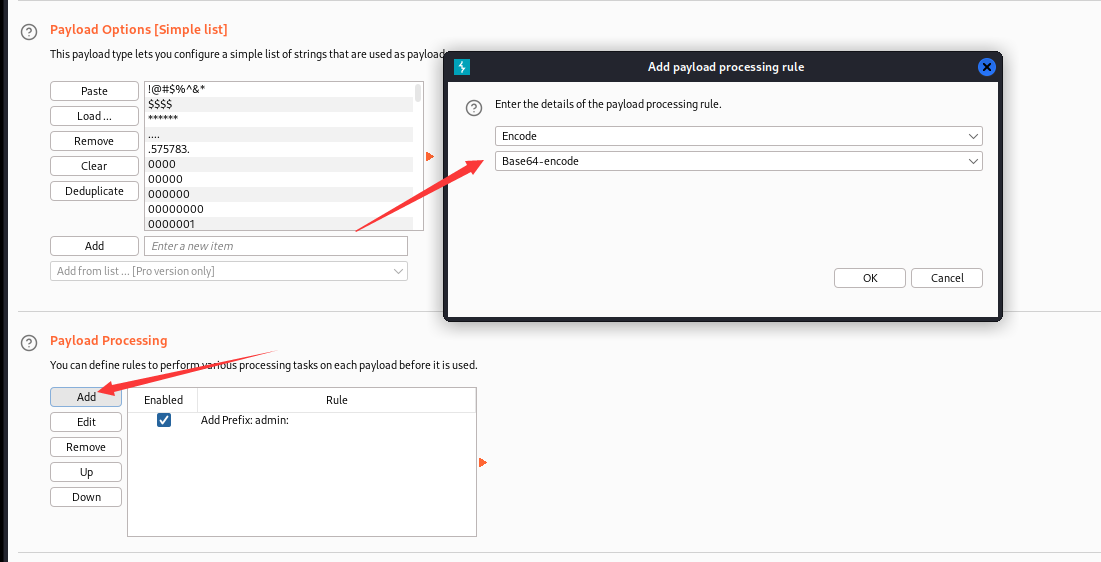 Payload Options [Simple list]
This payload type lets you configure a simple list of strings that are used as payload
Paste
Load ...
Remove
Clear
Deduplicate
!@#$%^&*
$$$$
******
....
.575783.
0000
00000
000000
00000000
0000001
Add
Enter a new item
Add from list ... [Pro version only]
Add payload processing rule
Enter the details of the payload processing rule.
Encode
Base64-encode
OK
Cancel
Payload Processing
You can define rules to perform various processing tasks on each payload before it is used.
Add
Edit
Remove
Up
Down
Enabled
Rule
Add Prefix: admin: